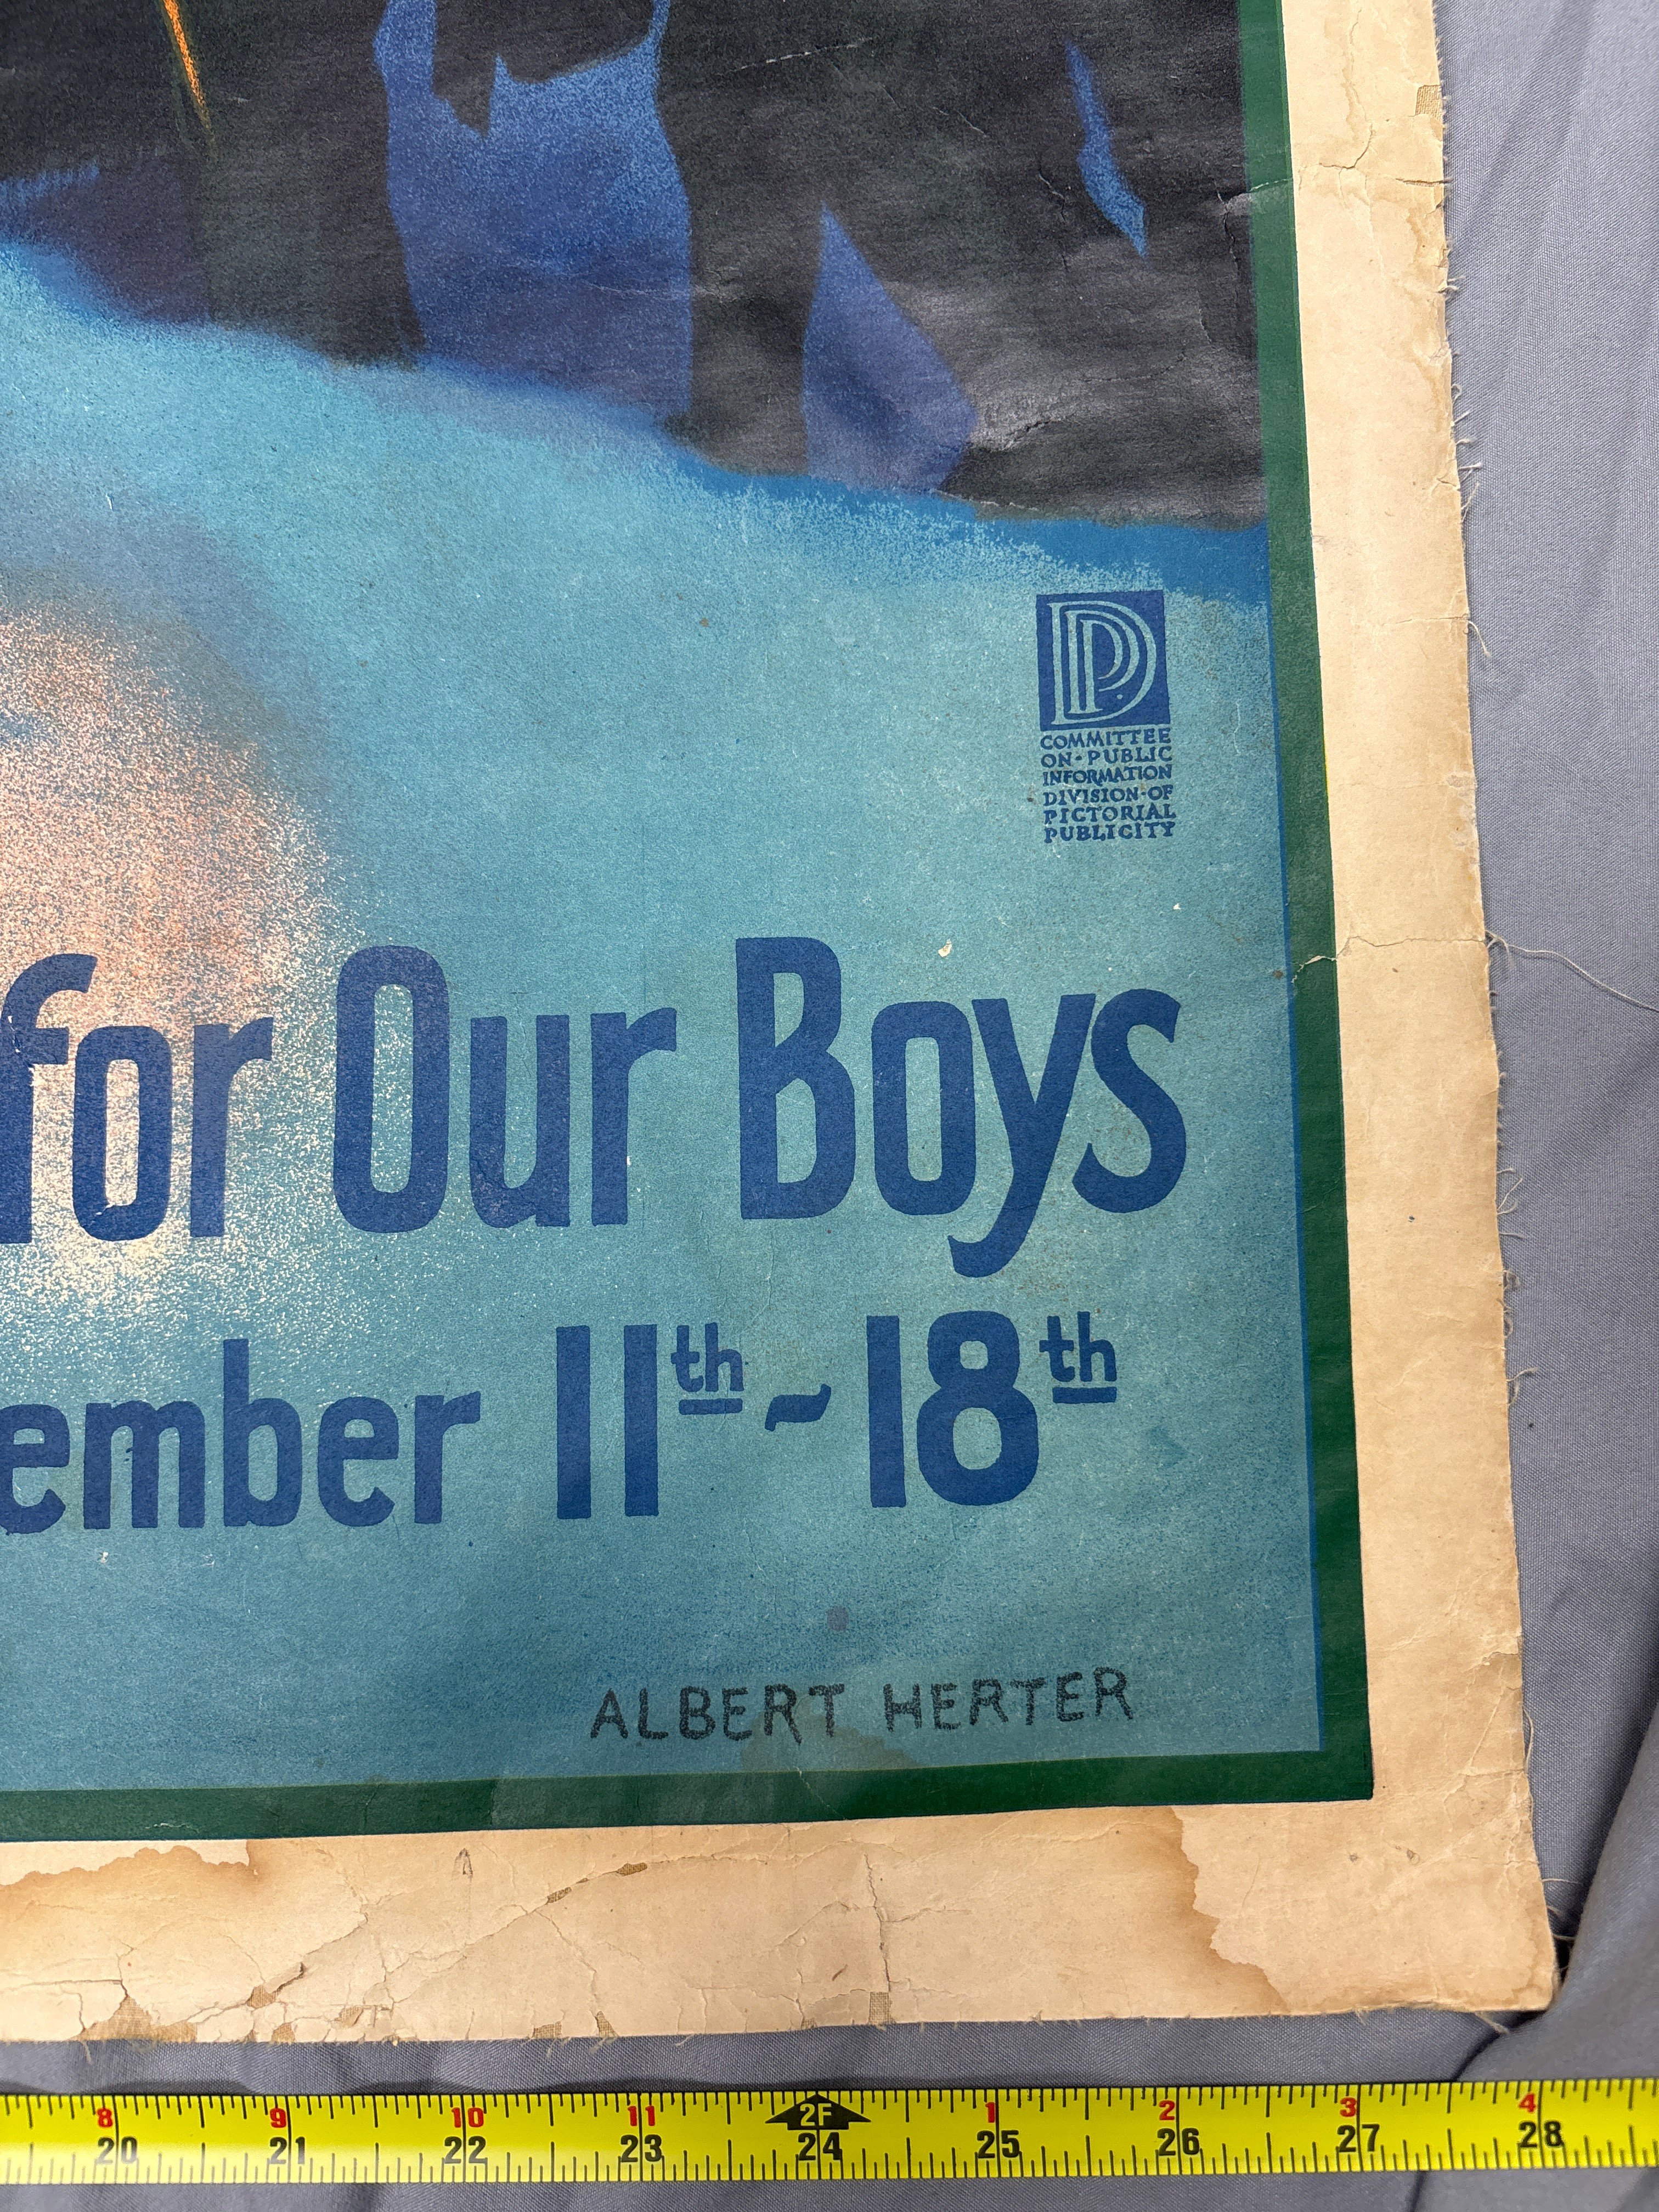 DPP
COMMITTEE
ON·PUBLIC
INFORMATION
DIVISION·OF
PICTORIAL
PUBLICITY
for Our Boys
ember 11th ~ 18th
ALBERT HERTER
8 9 10 11 2F 1 2 3 4
20 21 22 23 24 25 26 27 28